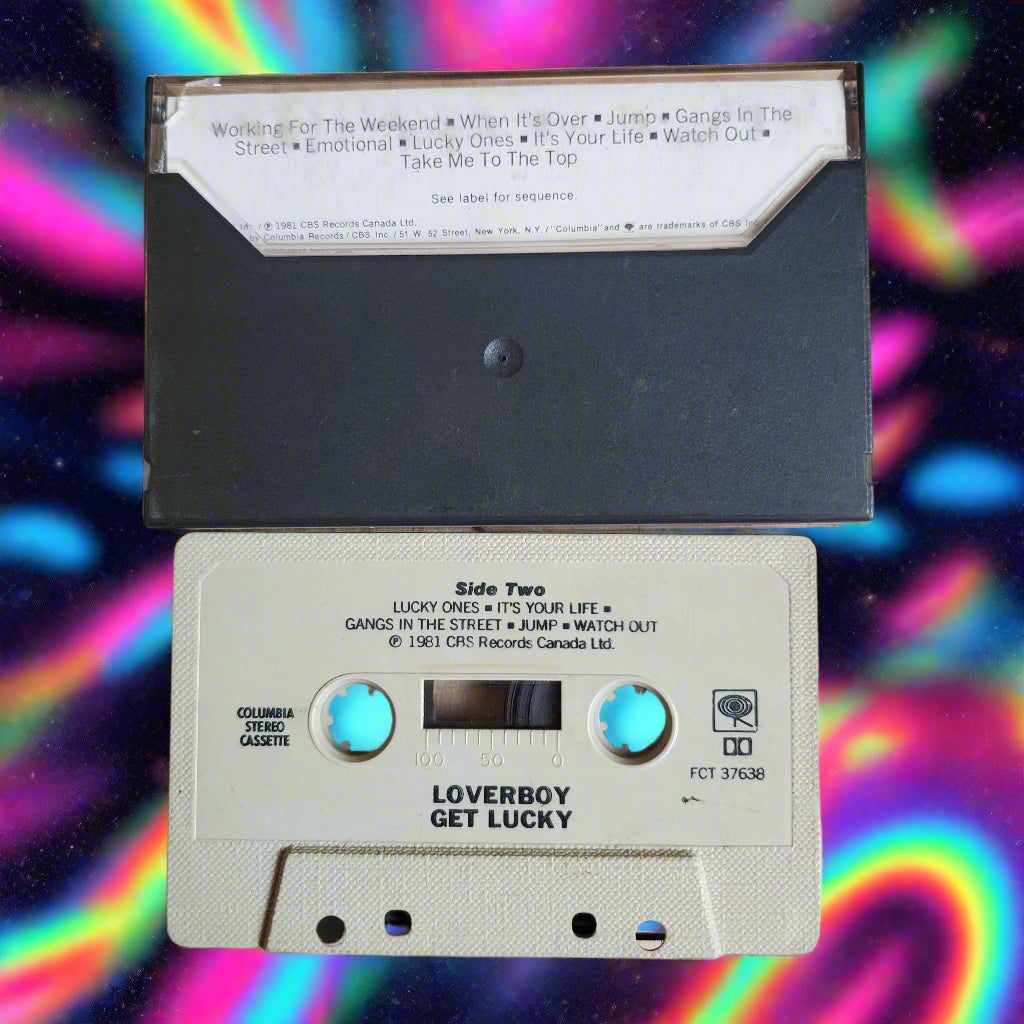 Working For The Weekend ▪ When It's Over ▪ Jump ▪ Gangs In The
Street ▪ Emotional ▪ Lucky Ones ▪ It's Your Life ▪ Watch Out ▪
Take Me To The Top
See label for sequence.
/ ℗ 1981 CBS Records Canada Ltd.
by Columbia Records / CBS Inc. / 51 W. 52 Street, New York, N.Y. / "Columbia" and are trademarks of CBS Inc.
Side Two
LUCKY ONES ▪ IT'S YOUR LIFE ▪
GANGS IN THE STREET ▪ JUMP ▪ WATCH OUT
℗ 1981 CBS Records Canada Ltd.
COLUMBIA
STEREO
CASSETTE
100 50 0
FCT 37638
LOVERBOY
GET LUCKY